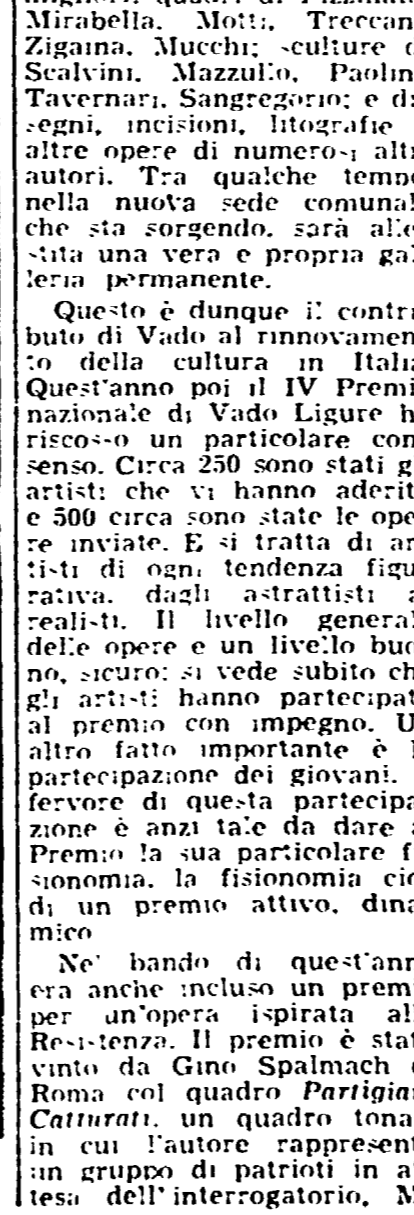 Mirabella, Motti, Treccan
Zigaina, Mucchi; sculture d
Scalvini, Mazzullo, Paolin
Tavernari, Sangregorio; e di
segni, incisioni, litografie
altre opere di numerosi altr
autori. Tra qualche temp
nella nuova sede comunal
che sta sorgendo, sarà alle
stita una vera e propria gal
leria permanente.
Questo è dunque il contri
buto di Vado al rinnovamen
to della cultura in Italia
Quest'anno poi il IV Premi
nazionale di Vado Ligure h
riscosso un particolare con
senso. Circa 250 sono stati gl
artisti che vi hanno aderit
e 500 circa sono state le ope
re inviate. E si tratta di ar
tisti di ogni tendenza figu
rativa, dagli astrattisti a
realisti. Il livello general
delle opere e un livello buo
no, sicuro: si vede subito ch
gli artisti hanno partecipat
al premio con impegno. U
altro fatto importante è l
partecipazione dei giovani.
fervore di questa partecipa
zione è anzi tale da dare a
Premio la sua particolare fi
sionomia, la fisionomia cio
di un premio attivo, dina
mico
Ne' bando di quest'ann
era anche incluso un premi
per un'opera ispirata all
Resistenza. Il premio è stat
vinto da Gino Spalmach d
Roma col quadro Partigian
Catturati, un quadro tona
in cui l'autore rappresent
un gruppo di patrioti in at
tesa dell'interrogatorio. M